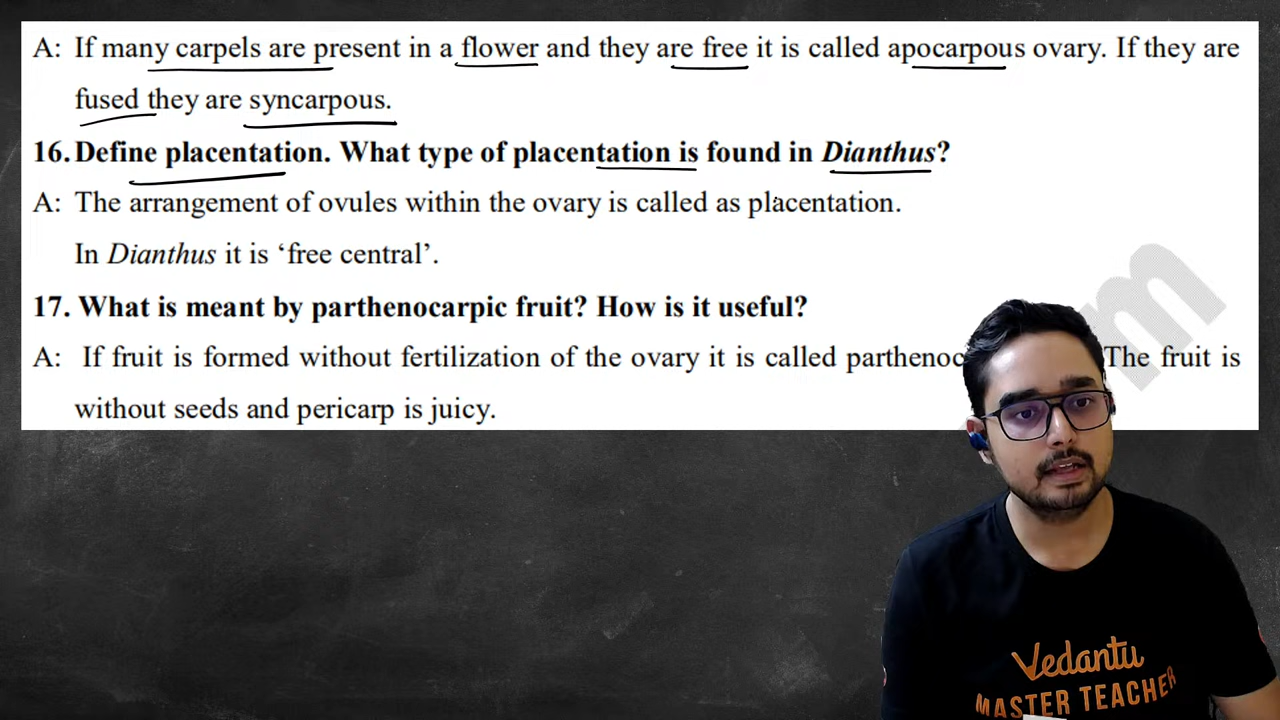 A: If many carpels are present in a flower and they are free it is called apocarpous ovary. If they are
fused they are syncarpous.
16. Define placentation. What type of placentation is found in Dianthus?
A: The arrangement of ovules within the ovary is called as placentation.
In Dianthus it is ‘free central’.
17. What is meant by parthenocarpic fruit? How is it useful?
A: If fruit is formed without fertilization of the ovary it is called The fruit is
without seeds and pericarp is juicy.
Vedantu
MASTER TEACHER